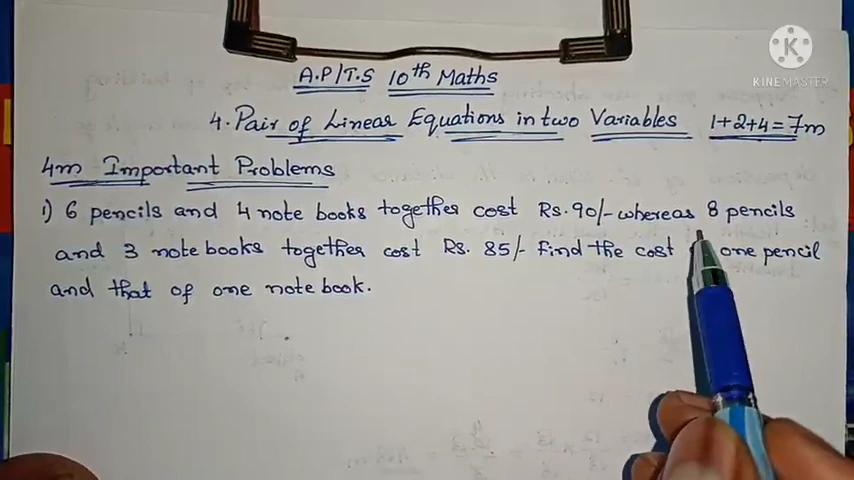 KINEMASTER
A.P/T.S 10th Maths
4. Pair of Linear Equations in two Variables 1+2+4=7m
4m Important Problems
1) 6 pencils and 4 note books together cost Rs.90/- whereas 8 pencils
and 3 note books together cost Rs. 85/- find the cost one pencil
and that of one note book.